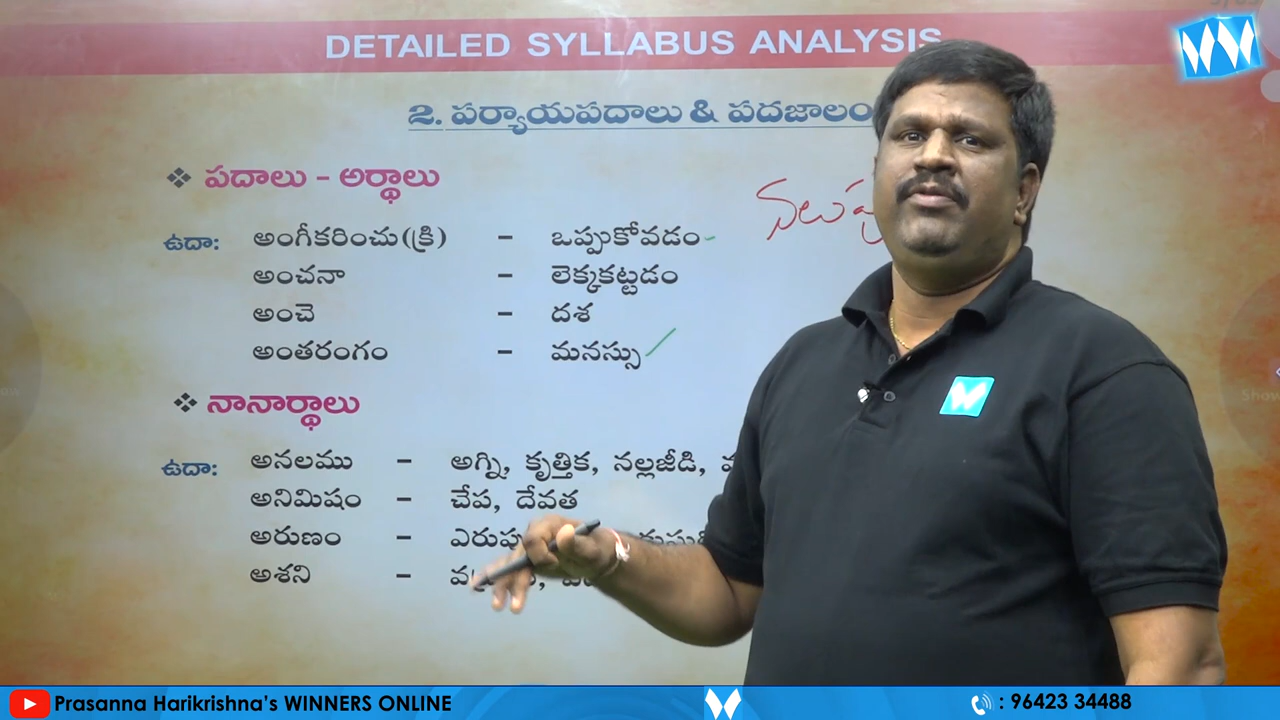 DETAILED SYLLABUS ANALYSIS
2. పర్యాయపదాలు & పదజాలం
❖ పదాలు - అర్థాలు
నలుపు
ఉదా: అంగీకరించు(క్రి) - ఒప్పుకోవడం
అంచనా - లెక్కకట్టడం
అంచె - దశ
అంతరంగం - మనస్సు
❖ నానార్థాలు
ఉదా: అనలము - అగ్ని, కృత్తిక, నల్లజీడి,
అనిమిషం - చేప, దేవత
అరుణం - ఎరుపు
అశని -
Prasanna Harikrishna's WINNERS ONLINE
: 96423 34488